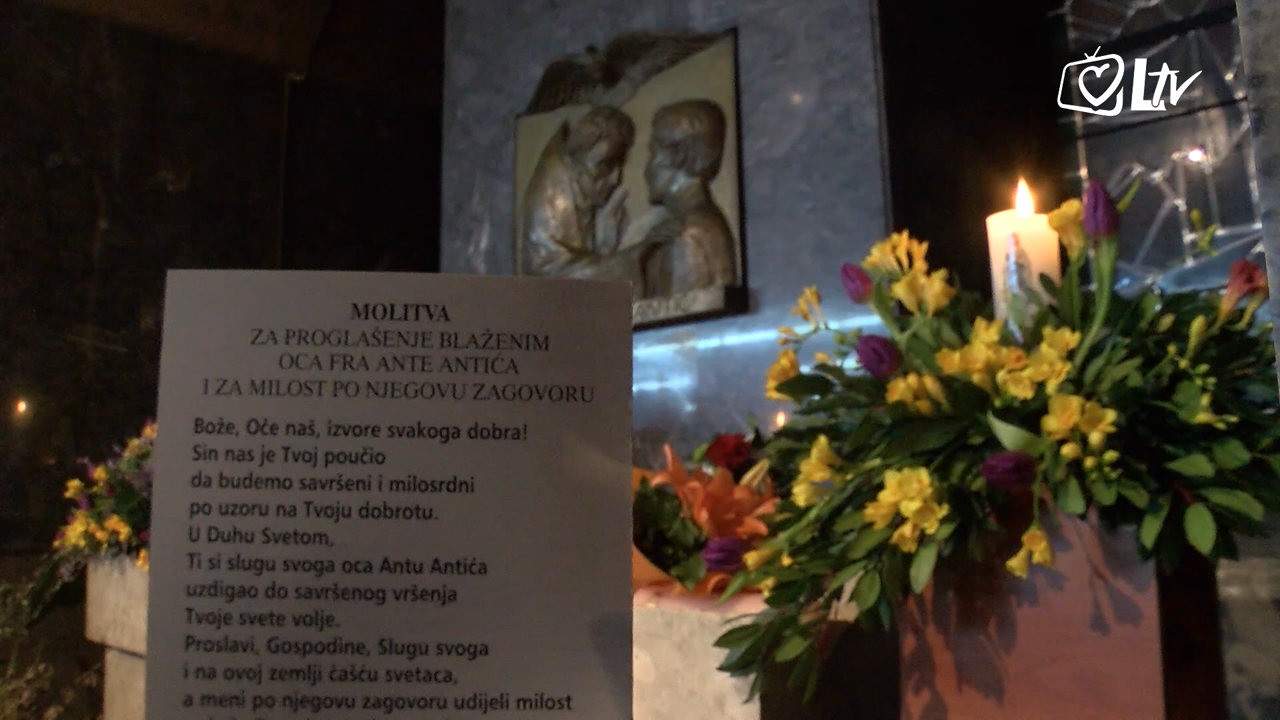 Ltv
MOLITVA
ZA PROGLAŠENJE BLAŽENIM
OCA FRA ANTE ANTIĆA
I ZA MILOST PO NJEGOVU ZAGOVORU
Bože, Oče naš, izvore svakoga dobra!
Sin nas je Tvoj poučio
da budemo savršeni i milosrdni
po uzoru na Tvoju dobrotu.
U Duhu Svetom,
Ti si slugu svoga oca Antu Antića
uzdigao do savršenog vršenja
Tvoje svete volje.
Proslavi, Gospodine, Slugu svoga
i na ovoj zemlji čašću svetaca,
a meni po njegovu zagovoru udijeli milost